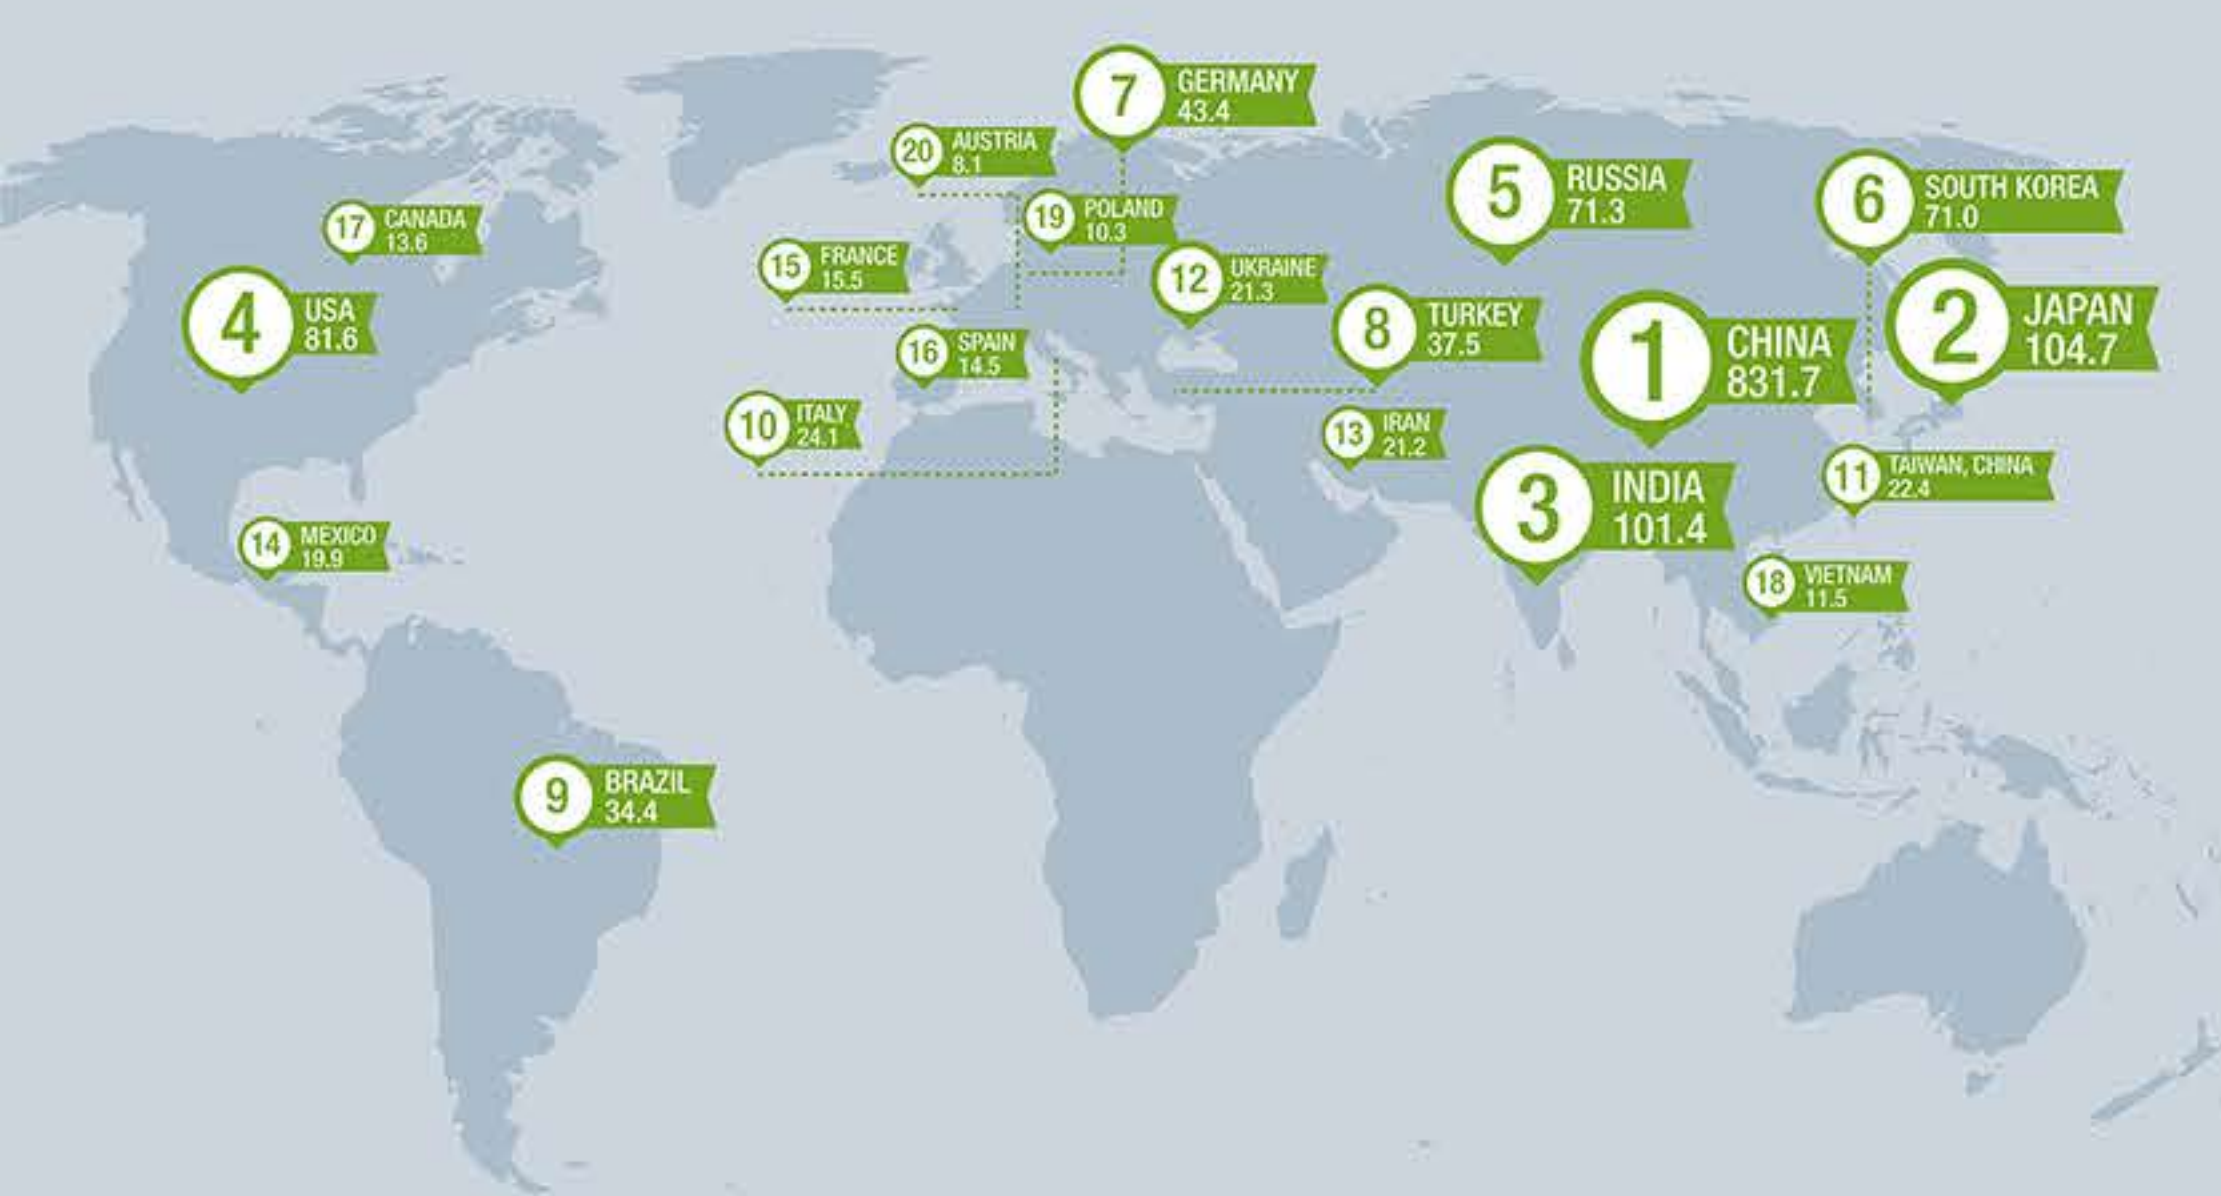 7
GERMANY
43.4
20
AUSTRIA
8.1
5
RUSSIA
71.3
6
SOUTH KOREA
71.0
17
CANADA
13.6
19
POLAND
10.3
15
FRANCE
15.5
12
UKRAINE
21.3
4
USA
81.6
8
TURKEY
37.5
1
CHINA
831.7
2
JAPAN
104.7
16
SPAIN
14.5
10
ITALY
24.1
13
IRAN
21.2
3
INDIA
101.4
11
TAIWAN, CHINA
22.4
14
MEXICO
19.9
18
VIETNAM
11.5
9
BRAZIL
34.4